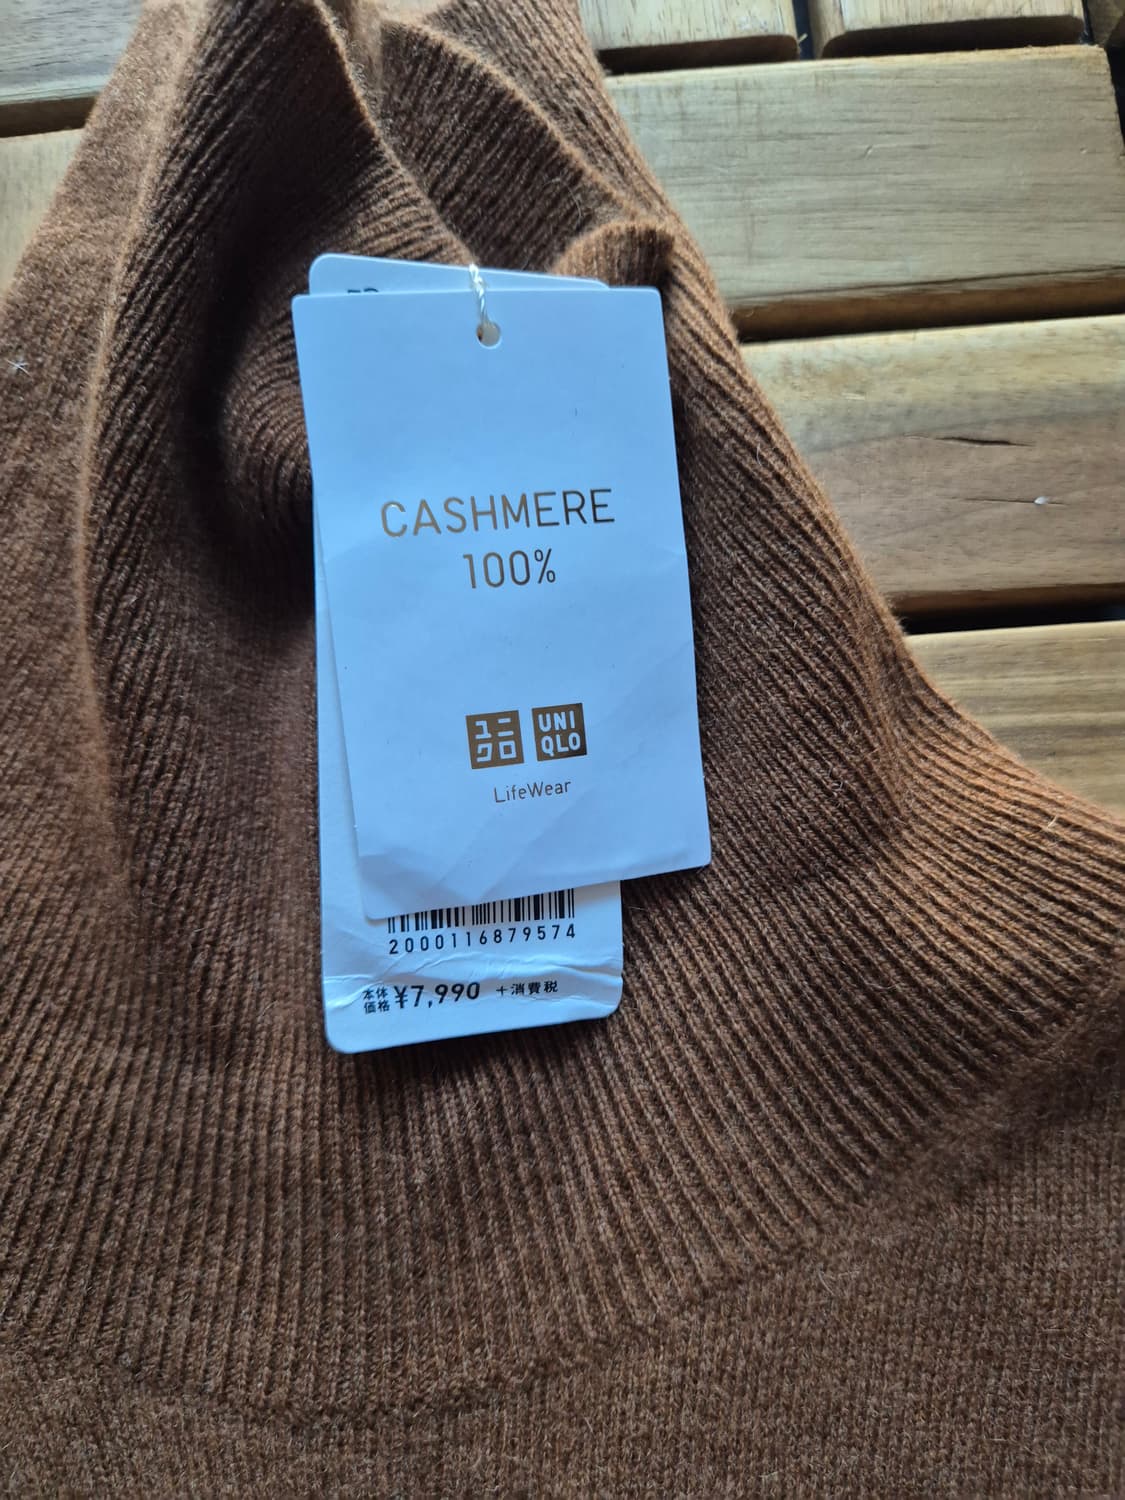 CASHMERE
100%
ユニ
クロ
UNI
QLO
LifeWear
2000116879574
本体
価格 ¥7,990 +消費税